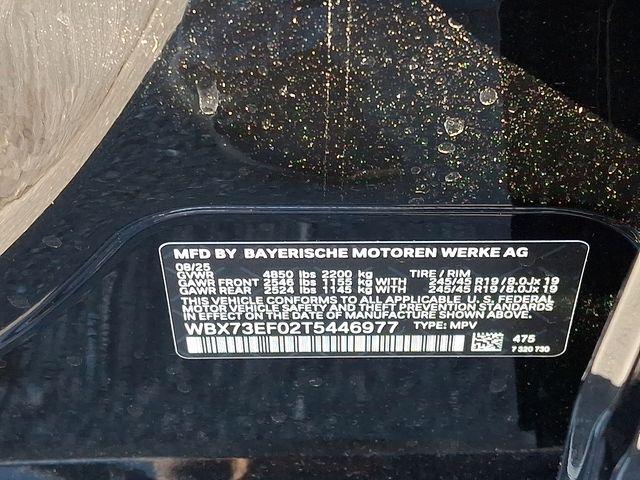 MFD BY BAYERISCHE MOTOREN WERKE AG
08/25
GVWR 4850 lbs 2200 kg TIRE / RIM
GAWR FRONT 2546 lbs 1155 kg WITH 245/45 R19 /8.0Jx 19
GAWR REAR 2524 lbs 1145 kg WITH 245/45 R19 /8.0Jx 19
THIS VEHICLE CONFORMS TO ALL APPLICABLE U.S. FEDERAL
MOTOR VEHICLE SAFETY AND THEFT PREVENTION STANDARDS
IN EFFECT ON THE DATE OF MANUFACTURE SHOWN ABOVE.
WBX73EF02T5446977 TYPE: MPV
475
7 320 730